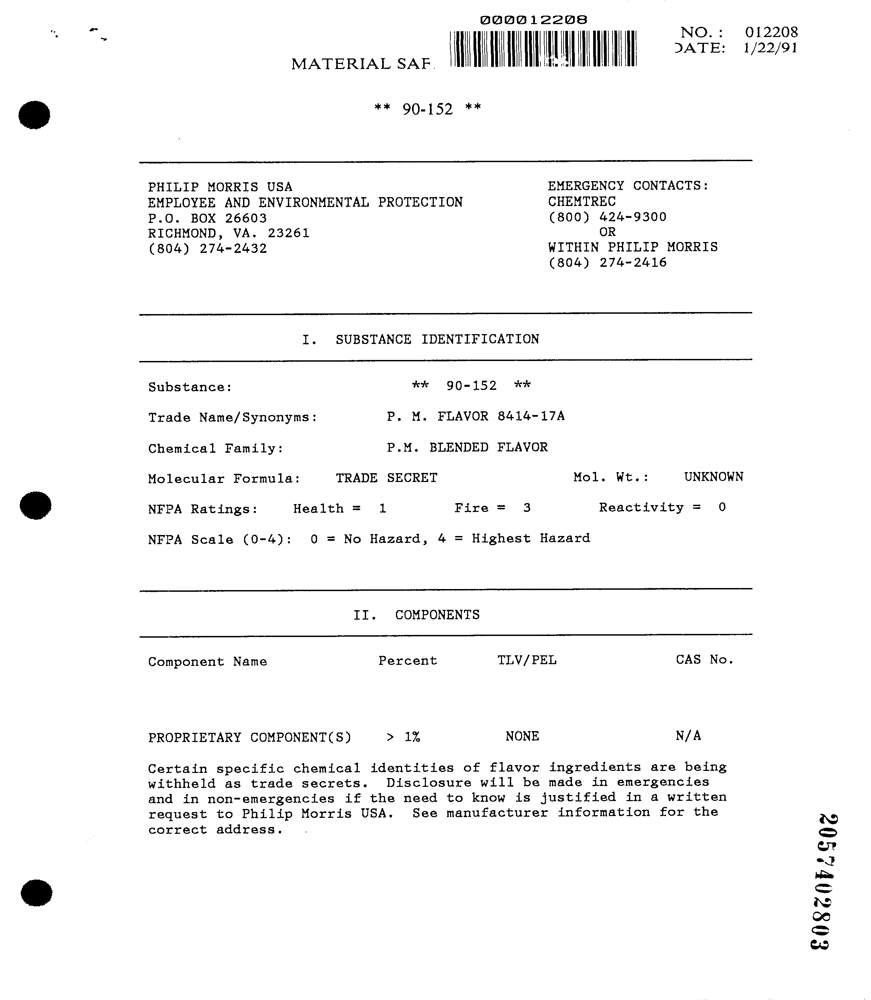 000012208
NO. : 012208
DATE: 1/22/91
MATERIAL SAF
** 90-152 **
PHILIP MORRIS USA
EMPLOYEE AND ENVIRONMENTAL PROTECTION
P.O. BOX 26603
RICHMOND, VA. 23261
(804) 274-2432
EMERGENCY CONTACTS:
CHEMTREC
(800) 424-9300
OR
WITHIN PHILIP MORRIS
(804) 274-2416
I. SUBSTANCE IDENTIFICATION
Substance: ** 90-152 **
Trade Name/Synonyms: P. M. FLAVOR 8414-17A
Chemical Family: P.M. BLENDED FLAVOR
Molecular Formula: TRADE SECRET Mol. Wt.: UNKNOWN
NFPA Ratings: Health = 1 Fire = 3 Reactivity = 0
NFPA Scale (0-4): 0 = No Hazard, 4 = Highest Hazard
II. COMPONENTS
Component Name Percent TLV/PEL CAS No.
PROPRIETARY COMPONENT(S) > 1% NONE N/A
Certain specific chemical identities of flavor ingredients are being
withheld as trade secrets. Disclosure will be made in emergencies
and in non-emergencies if the need to know is justified in a written
request to Philip Morris USA. See manufacturer information for the
correct address.
2057402803